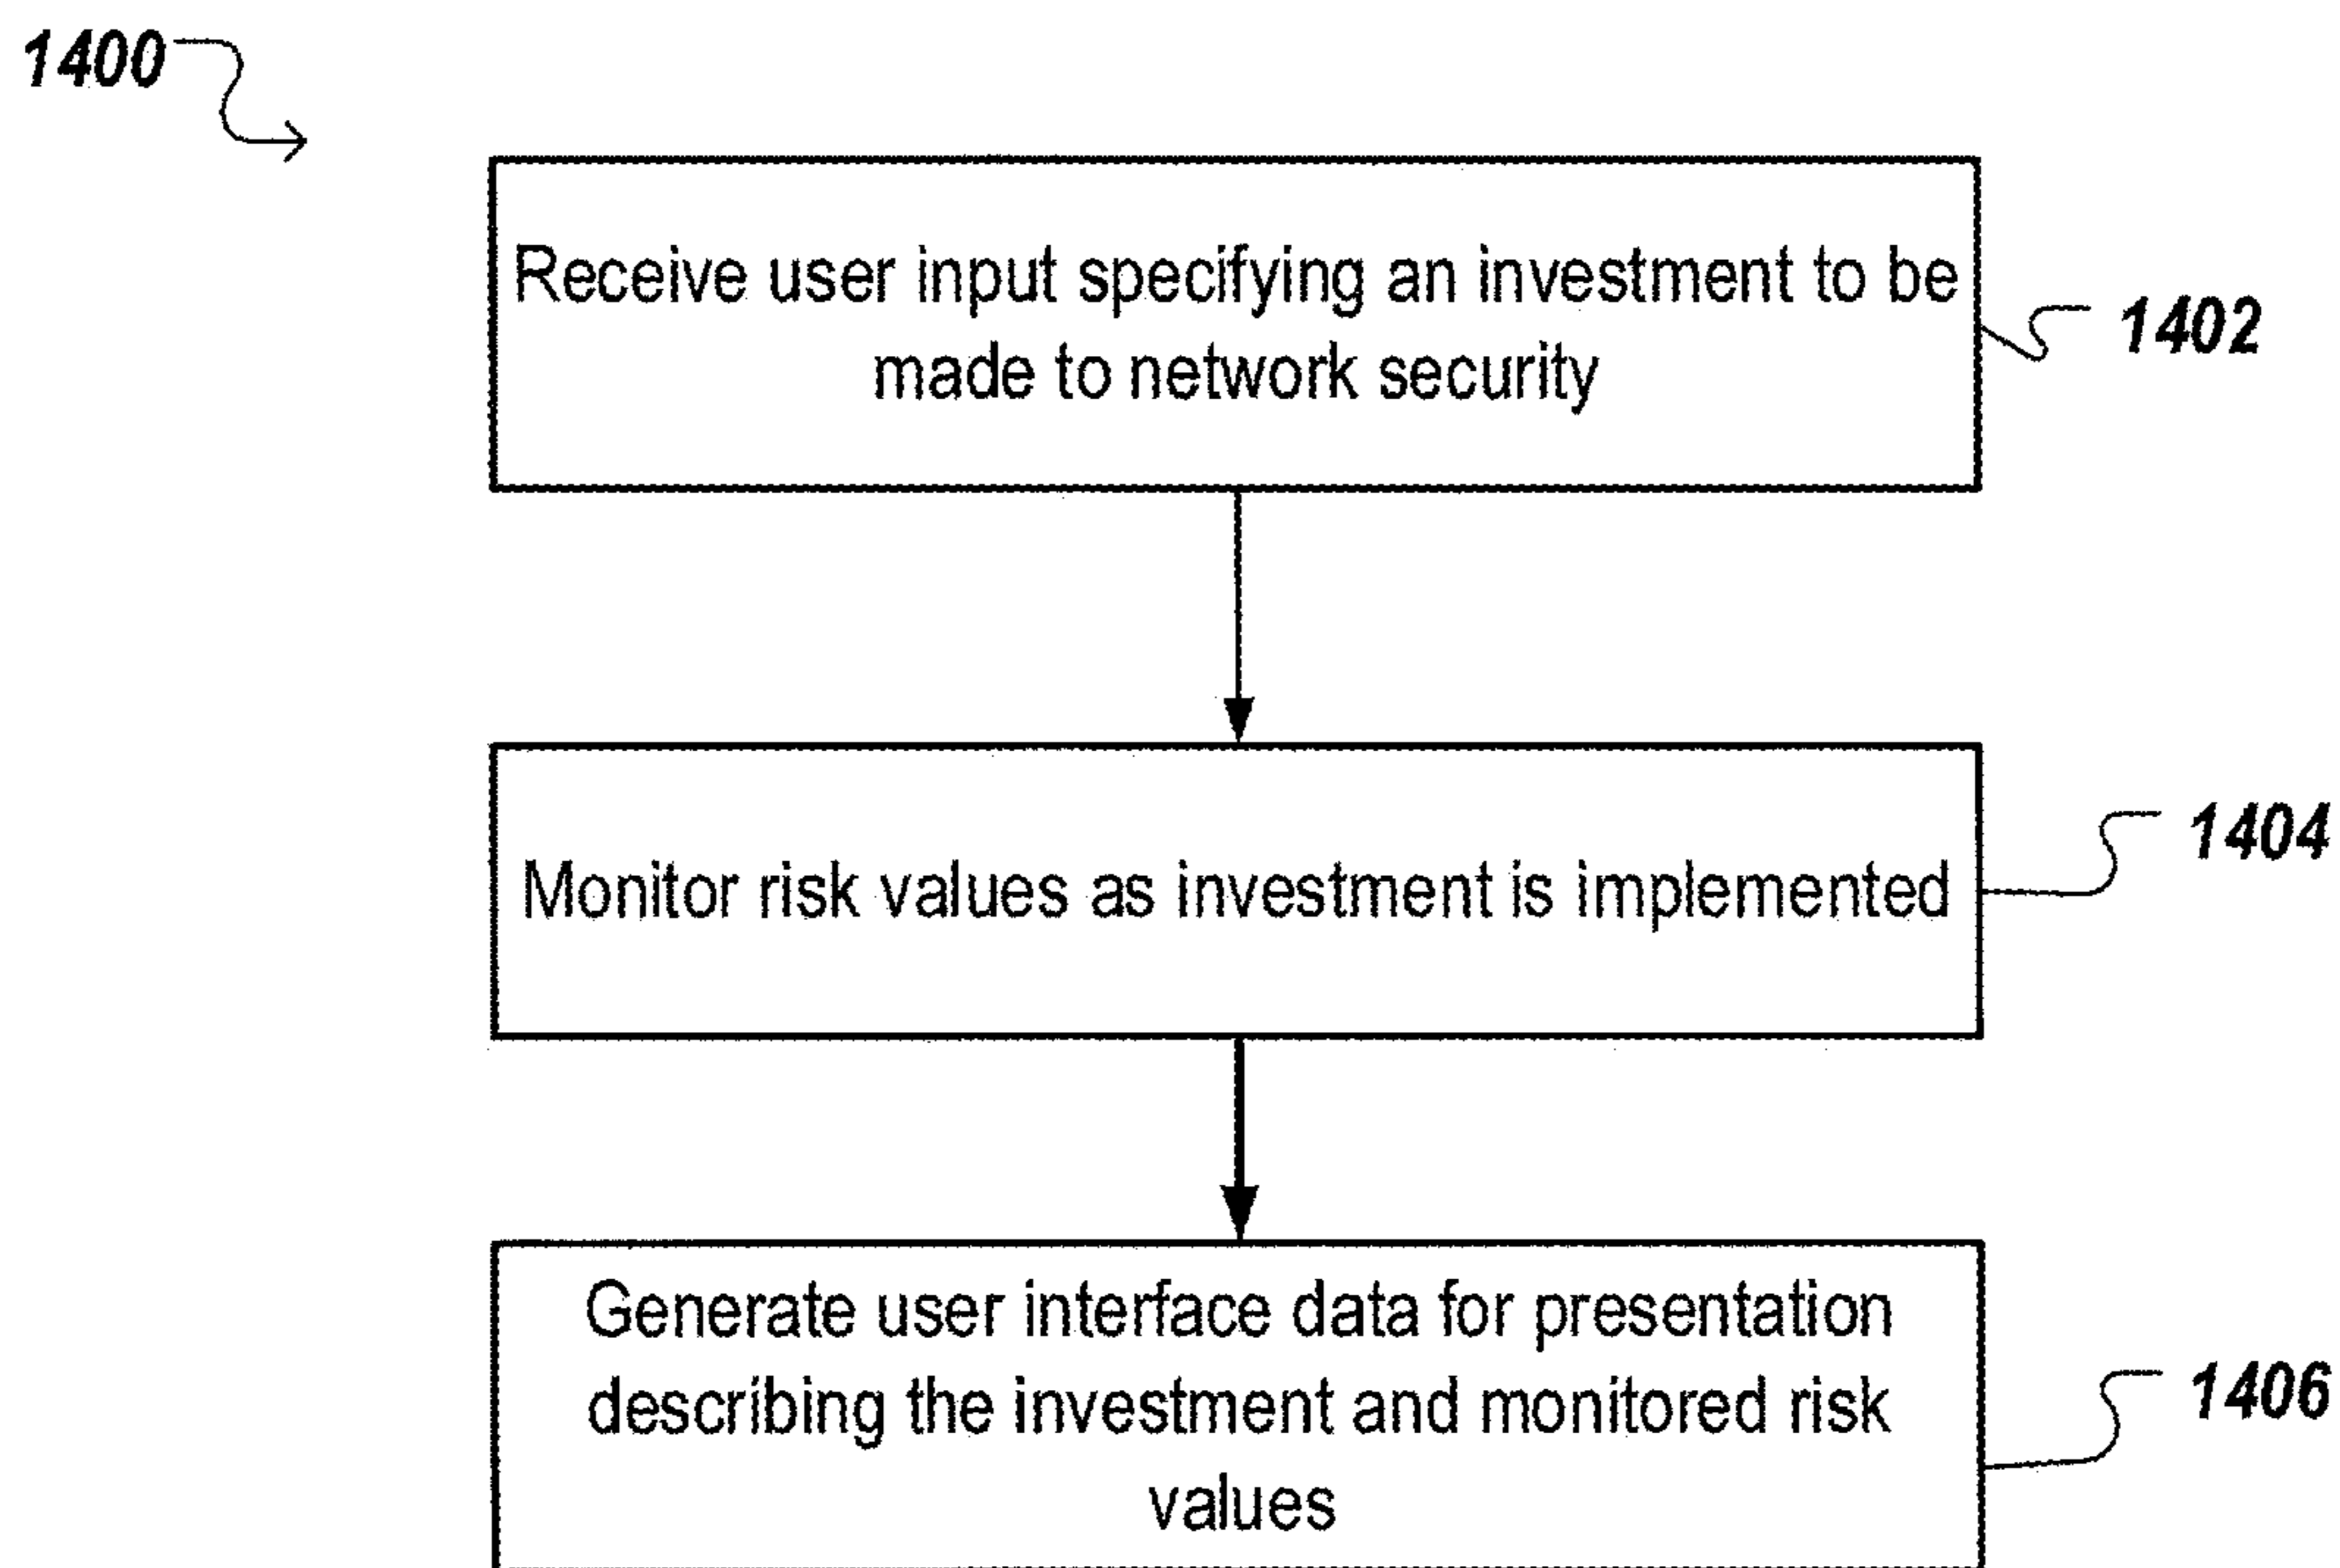 1400
Receive user input specifying an investment to be
made to network security
1402
Monitor risk values as investment is implemented
1404
Generate user interface data for presentation
describing the investment and monitored risk
values
1406